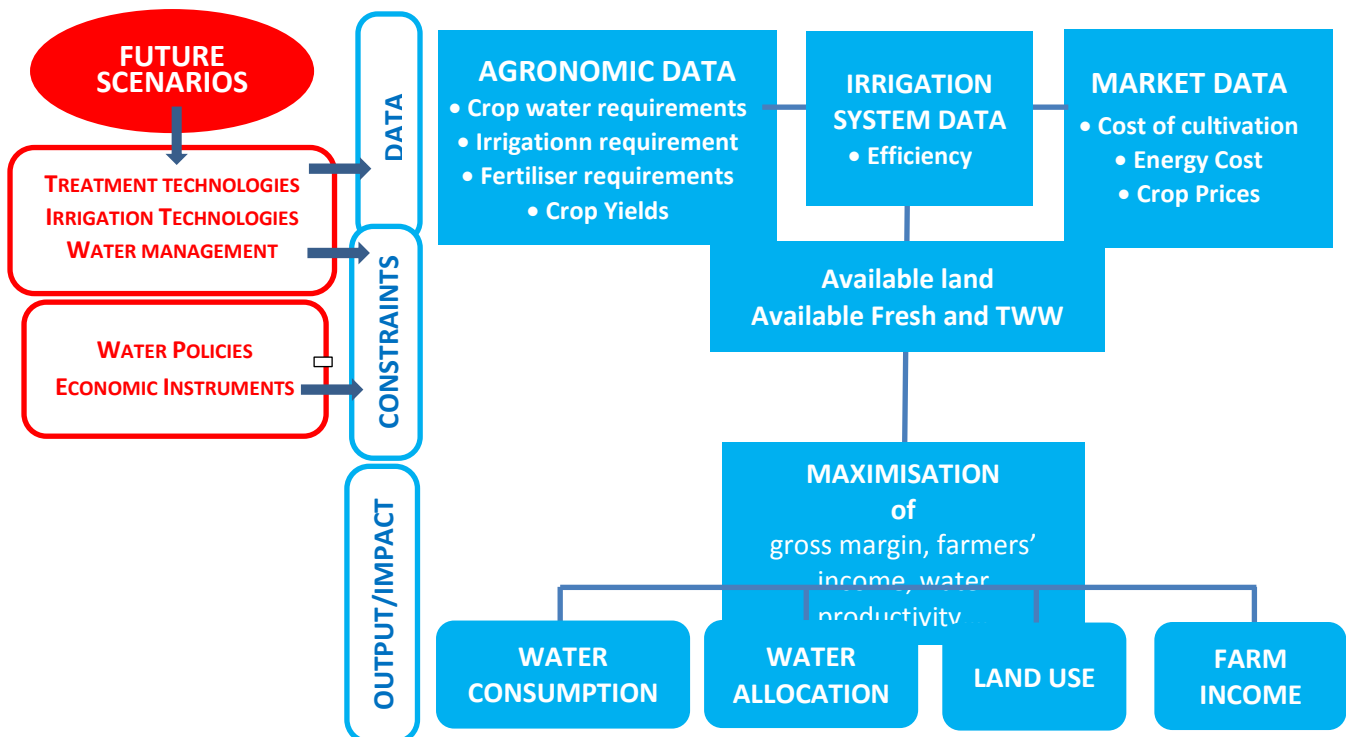 FUTURE
SCENARIOS
TREATMENT TECHNOLOGIES
IRRIGATION TECHNOLOGIES
WATER MANAGEMENT
WATER POLICIES
ECONOMIC INSTRUMENTS
DATA
CONSTRAINTS
OUTPUT/IMPACT
AGRONOMIC DATA
• Crop water requirements
• Irrigationn requirement
• Fertiliser requirements
• Crop Yields
IRRIGATION
SYSTEM DATA
• Efficiency
MARKET DATA
• Cost of cultivation
• Energy Cost
• Crop Prices
Available land
Available Fresh and TWW
MAXIMISATION
of
gross margin, farmers’
income, water
productivity
WATER
CONSUMPTION
WATER
ALLOCATION
LAND USE
FARM
INCOME